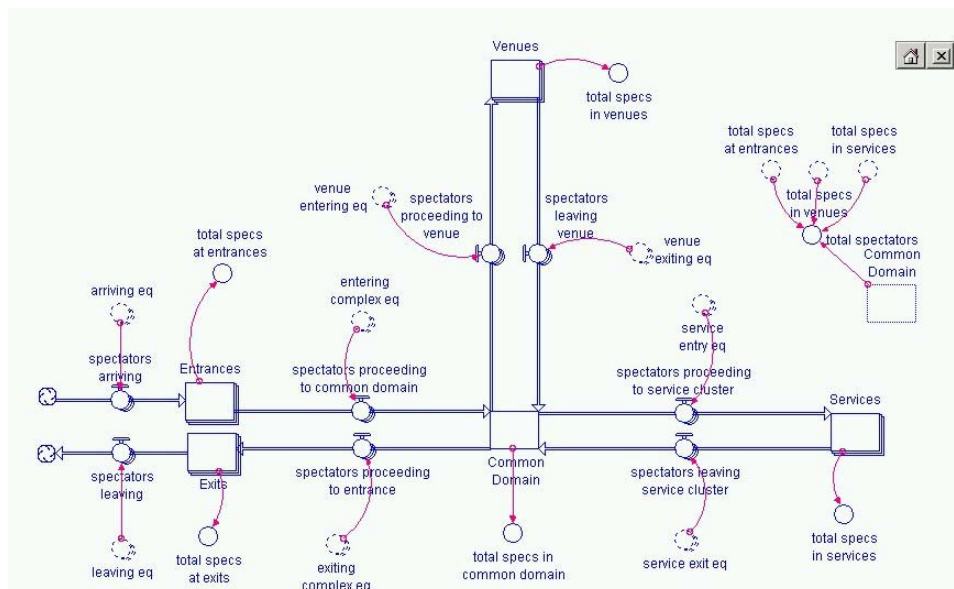 Venues
total specs
in venues
total specs
at entrances
total specs
in services
total specs
in venues
total spectators
Common
Domain
venue
entering eq
spectators
proceeding to
venue
spectators
leaving
venue
venue
exiting eq
total specs
at entrances
arriving eq
entering
complex eq
service
entry eq
spectators
arriving
Entrances
spectators proceeding
to common domain
spectators proceeding
to service cluster
Services
spectators
leaving
Exits
spectators proceeding
to entrance
Common
Domain
spectators leaving
service cluster
leaving eq
total specs
at exits
exiting
complex eq
total specs in
common domain
service exit eq
total specs
in services